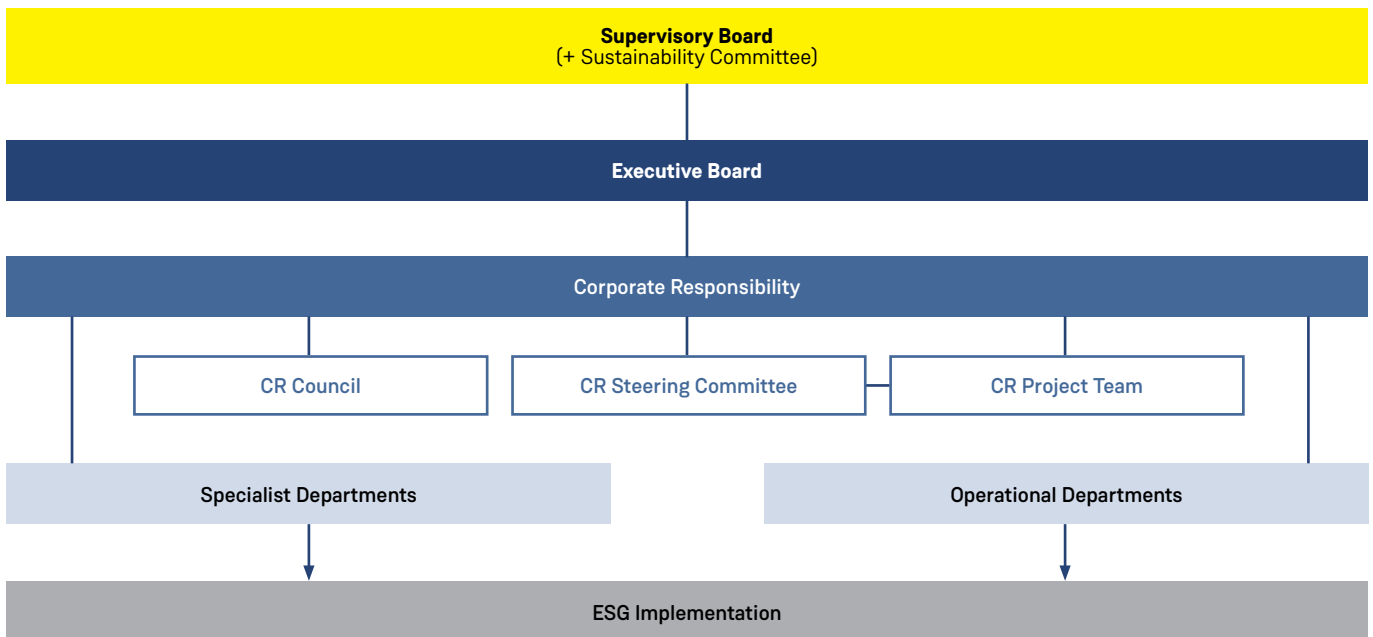 Supervisory Board
(+ Sustainability Committee)
Executive Board
Corporate Responsibility
CR Council
CR Steering Committee
CR Project Team
Specialist Departments
Operational Departments
ESG Implementation